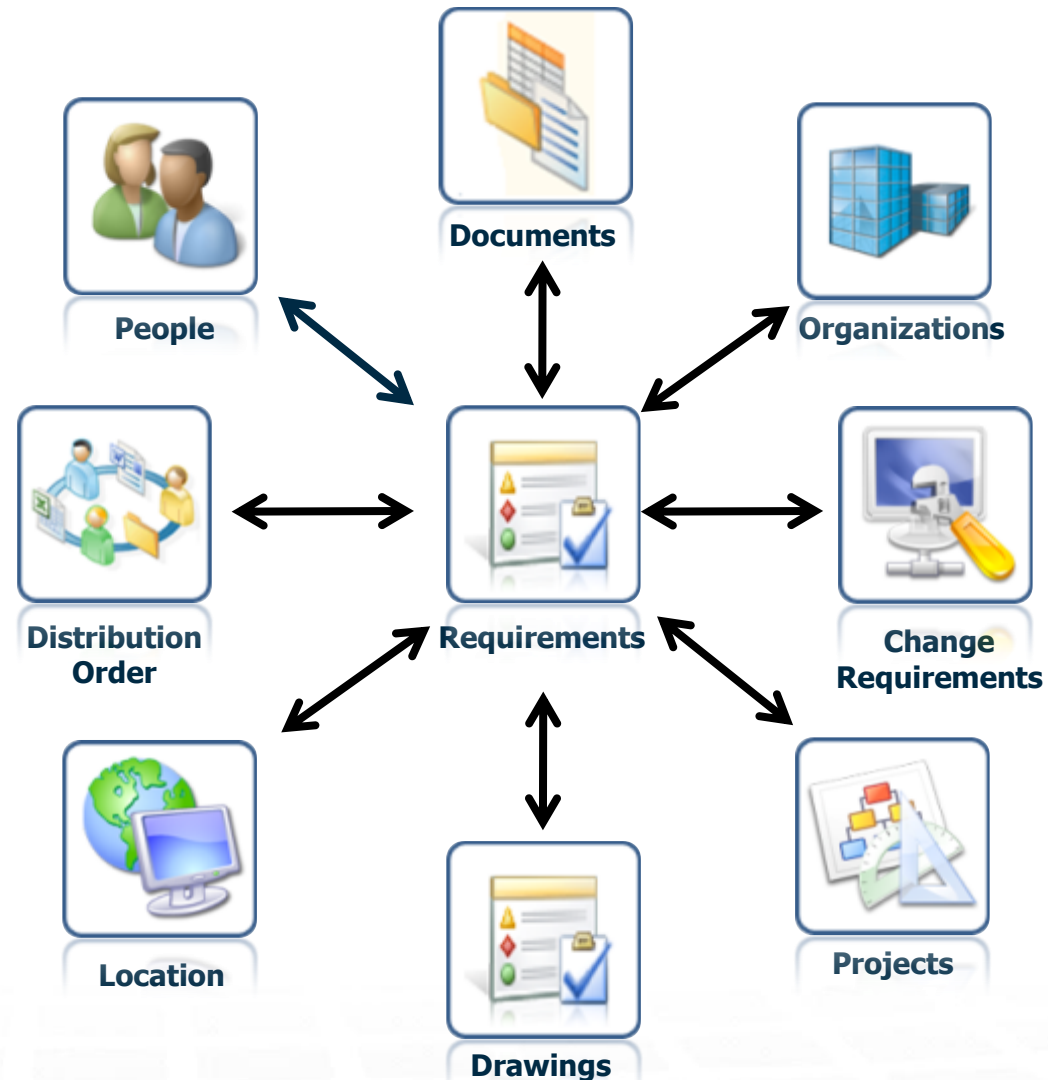 Documents
People
Organizations
Distribution
Order
Requirements
Change
Requirements
Location
Projects
Drawings